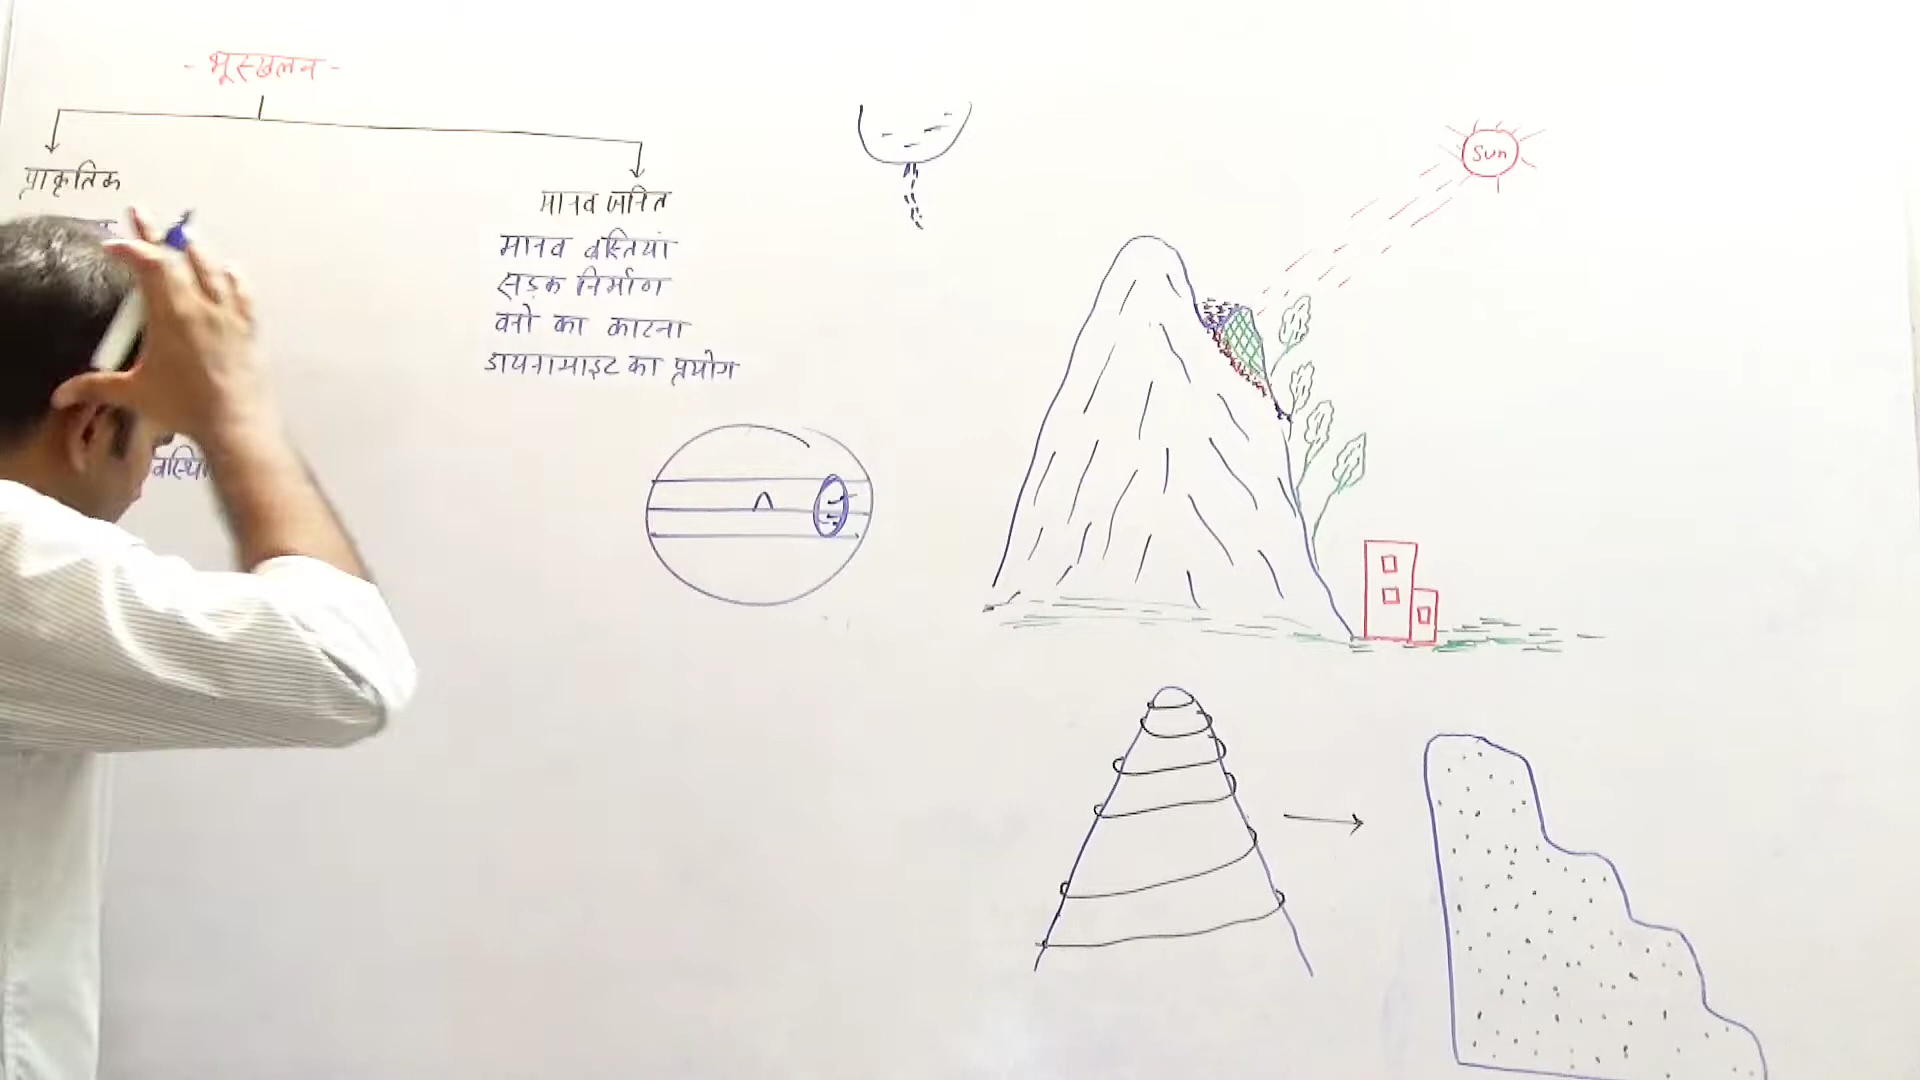 - भूस्खलन -
प्राकृतिक
मानव जनित
मानव बस्तियां
सड़क निर्माण
वनो का काटना
डायनामाइट का प्रयोग
Sun